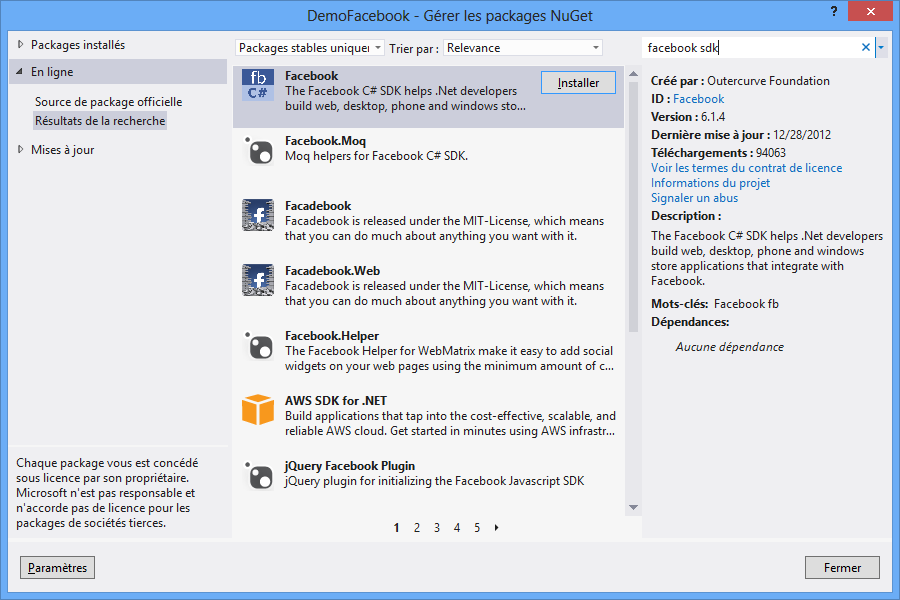 DemoFacebook - Gérer les packages NuGet
?
Packages installés
En ligne
Source de package officielle
Résultats de la recherche
Mises à jour
Chaque package vous est concédé
sous licence par son propriétaire.
Microsoft n'est pas responsable et
n'accorde pas de licence pour les
packages de sociétés tierces.
Packages stables uniquer
Trier par :
Relevance
fb
C#
Facebook
The Facebook C# SDK helps .Net developers
build web, desktop, phone and windows sto...
Installer
Facebook.Moq
Moq helpers for Facebook C# SDK.
Facadebook
Facadebook is released under the MIT-License, which means
that you can do much about anything you want with it.
Facadebook.Web
Facadebook is released under the MIT-License, which means
that you can do much about anything you want with it.
Facebook.Helper
The Facebook Helper for WebMatrix make it easy to add social
widgets on your web pages using the minimum amount of c...
AWS SDK for .NET
Build applications that tap into the cost-effective, scalable, and
reliable AWS cloud. Get started in minutes using AWS infrastr...
jQuery Facebook Plugin
jQuery plugin for initializing the Facebook Javascript SDK
1 2 3 4 5
facebook sdk
Créé par : Outercurve Foundation
ID : Facebook
Version : 6.1.4
Dernière mise à jour : 12/28/2012
Téléchargements : 94063
Voir les termes du contrat de licence
Informations du projet
Signaler un abus
Description :
The Facebook C# SDK helps .Net developers
build web, desktop, phone and windows
store applications that integrate with
Facebook.
Mots-clés: Facebook fb
Dépendances:
Aucune dépendance
Paramètres
Fermer